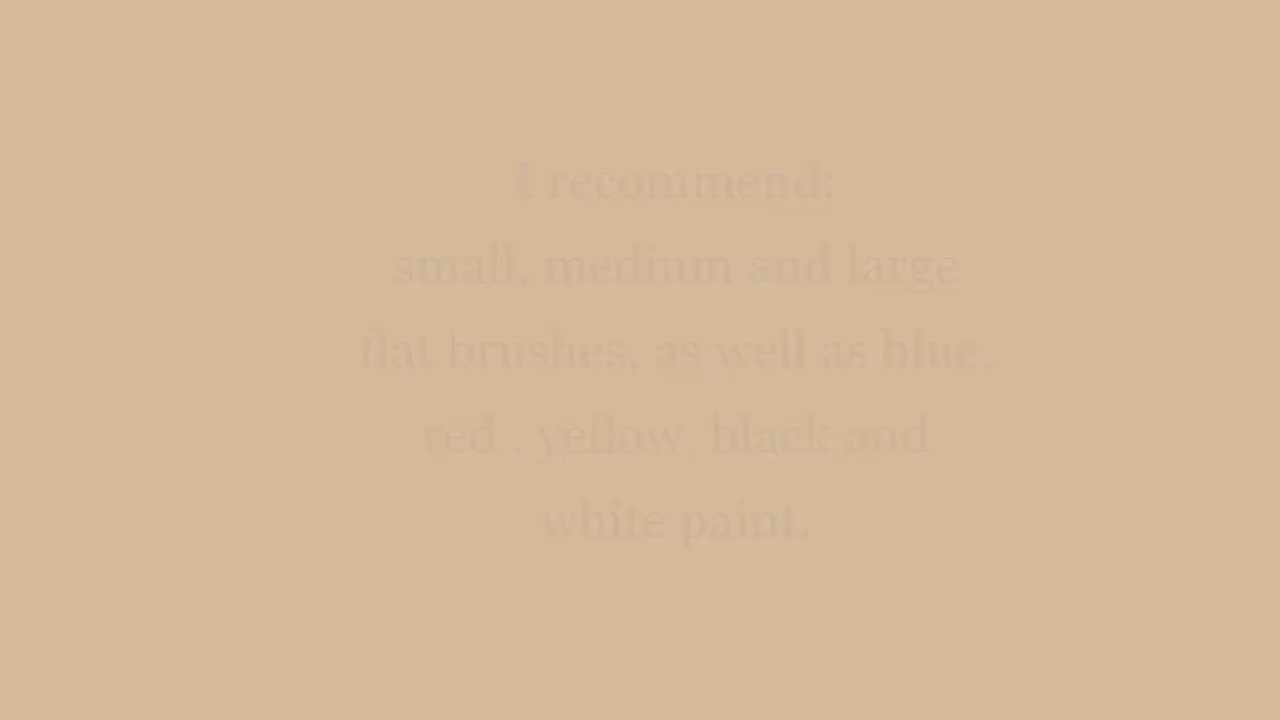 I recommend:
small, medium and large
flat brushes, as well as blue,
red , yellow, black and
white paint.